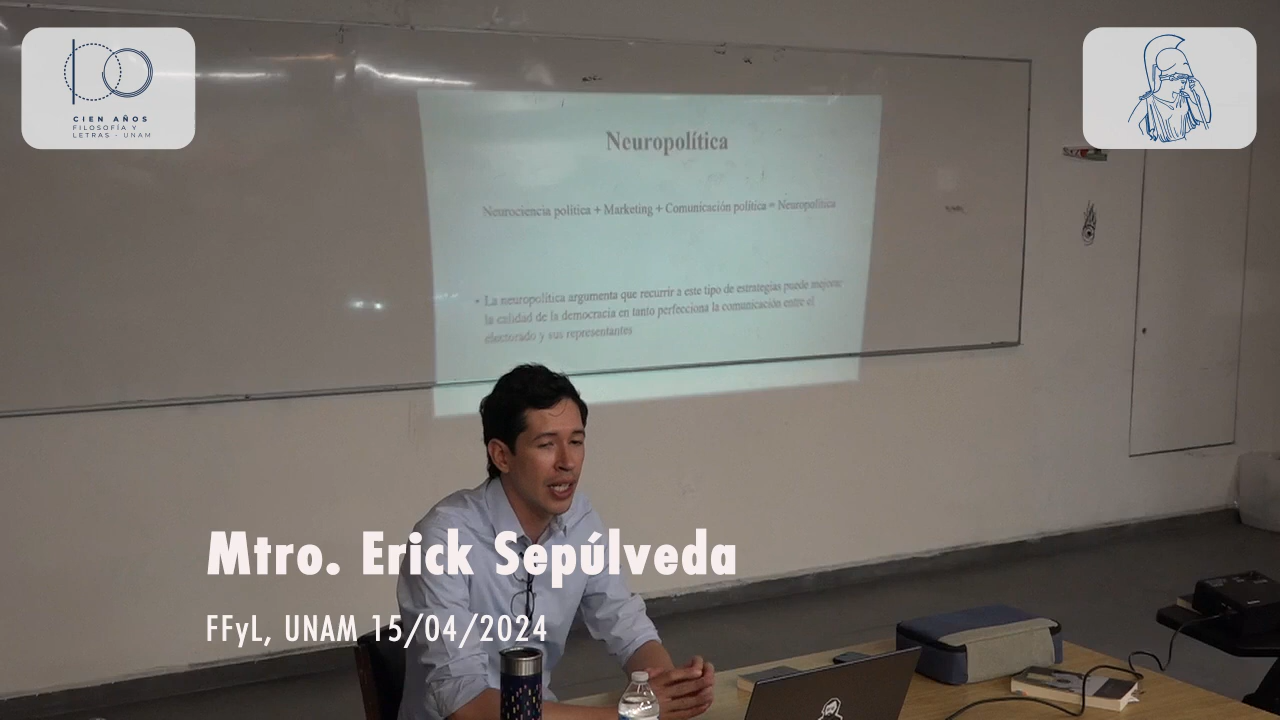 CIEN AÑOS
FILOSOFÍA Y
LETRAS - UNAM
Neuropolítica
Neurociencia política + Marketing + Comunicación política = Neuropolítica
• La neuropolítica argumenta que recurrir a este tipo de estrategias puede mejorar
la calidad de la democracia en tanto perfecciona la comunicación entre el
electorado y sus representantes
Mtro. Erick Sepúlveda
FFyL, UNAM 15/04/2024